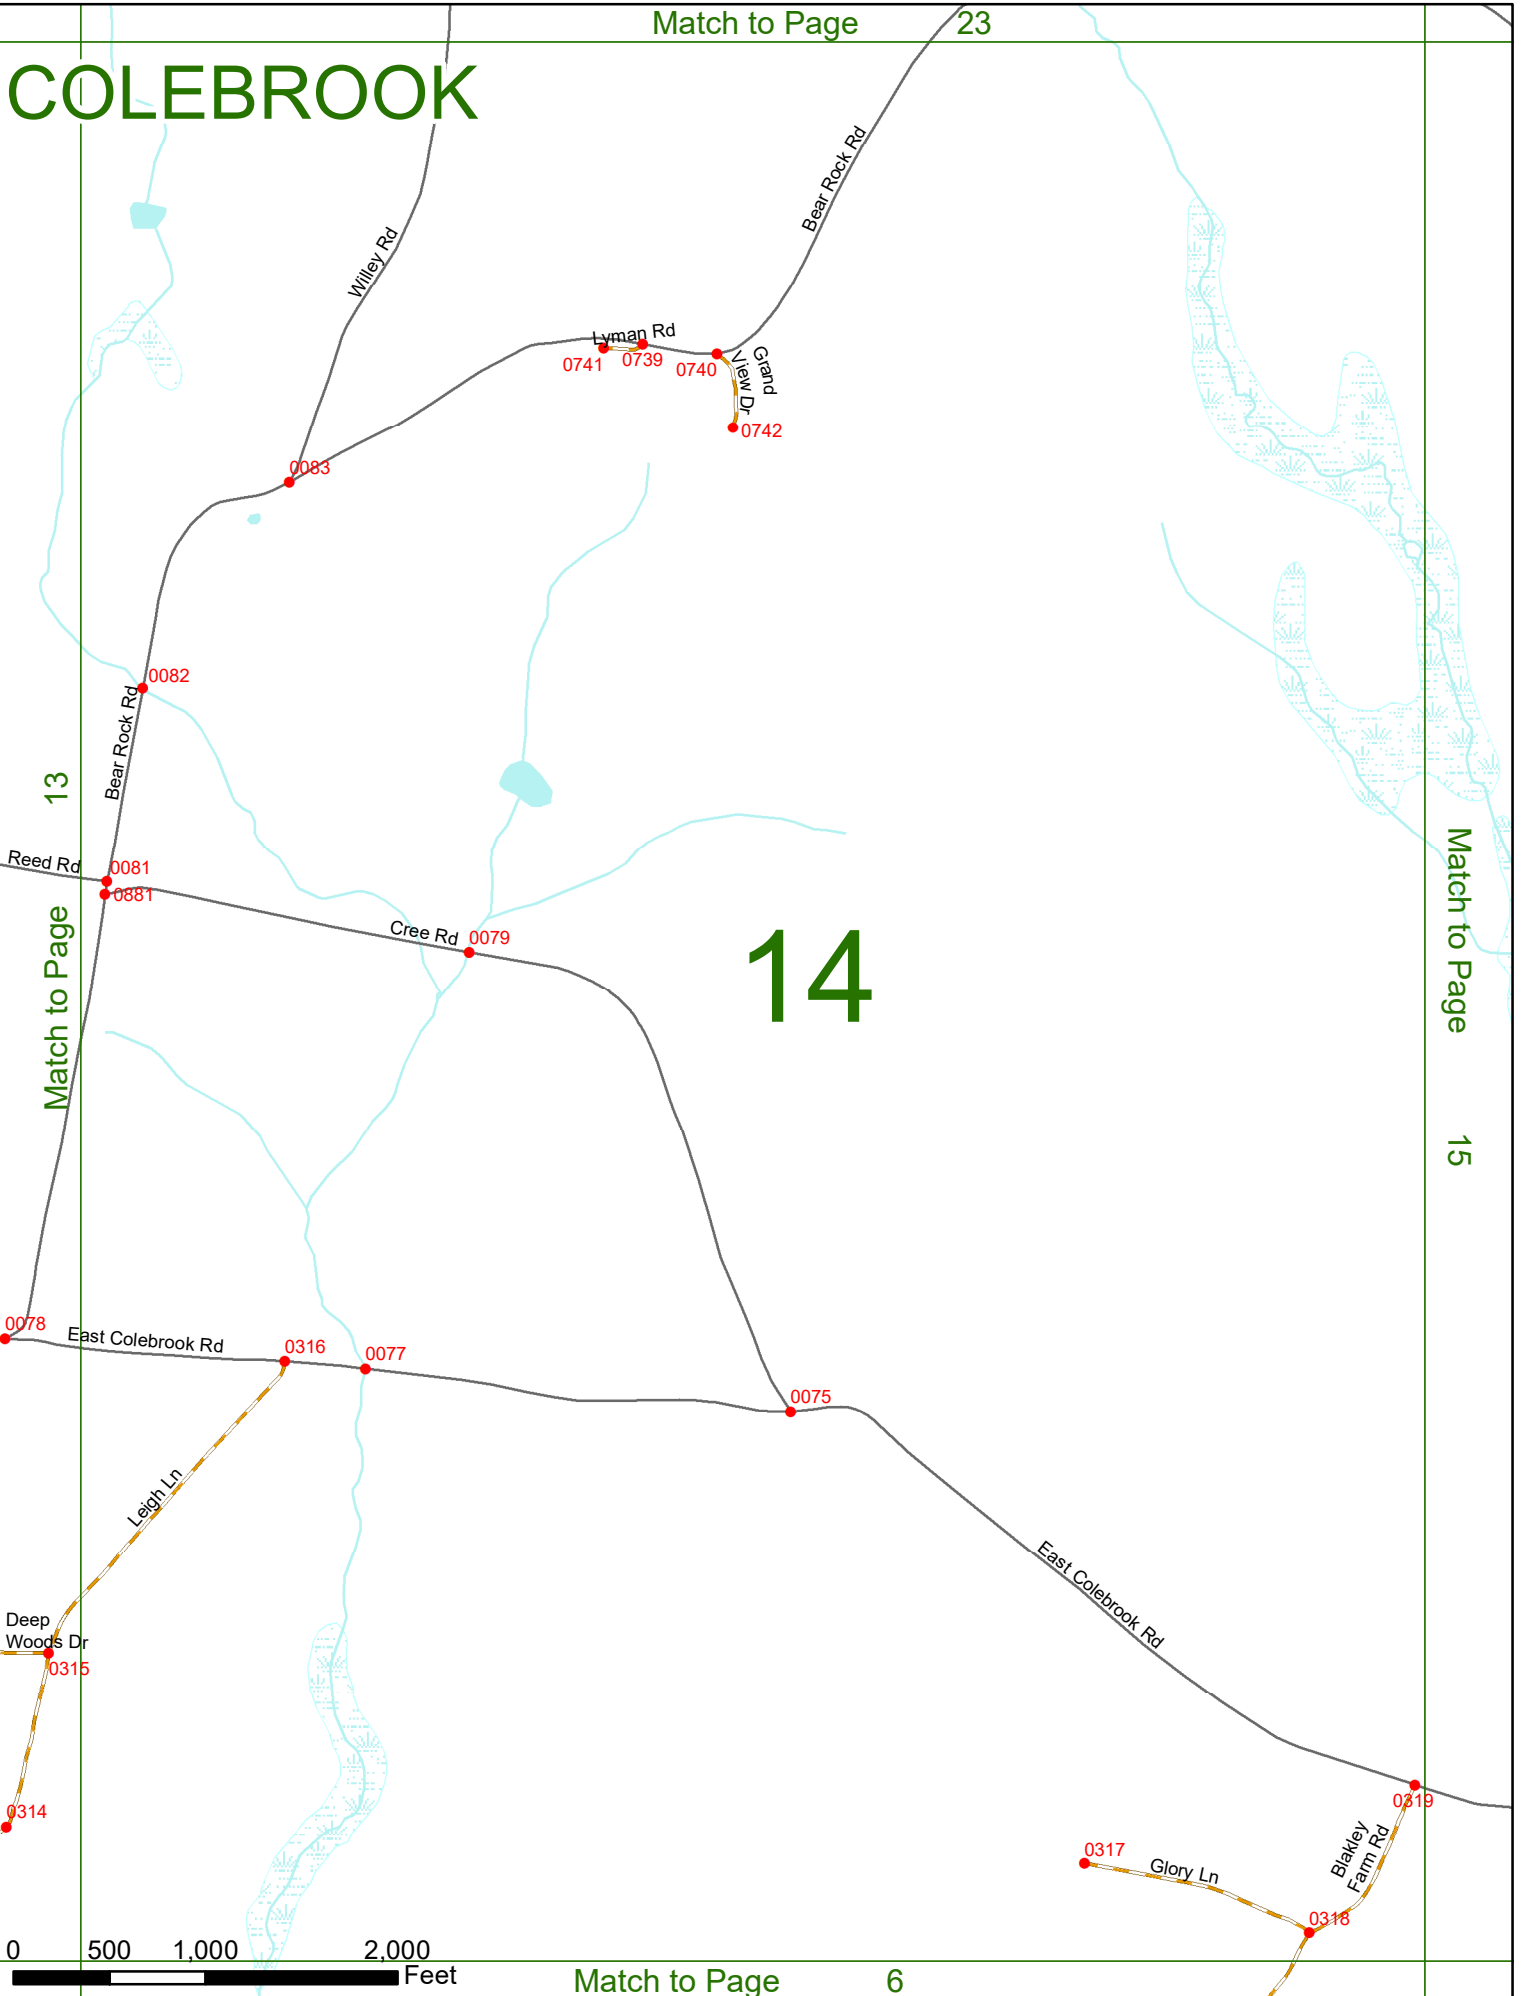 Match to Page 23
COLEBROOK
Bear Rock Rd
Willey Rd
Lyman Rd
0741
0739
0740
Grand
View Dr
0742
0083
0082
Bear Rock Rd
13
Match to Page
Reed Rd
0081
0881
Cree Rd
0079
14
Match to Page
15
0078
East Colebrook Rd
0316
0077
0075
Leigh Ln
East Colebrook Rd
Deep
Woods Dr
0315
0314
0319
Blakley
Farm Rd
0317
Glory Ln
0318
0 500 1,000 2,000
Feet
Match to Page 6